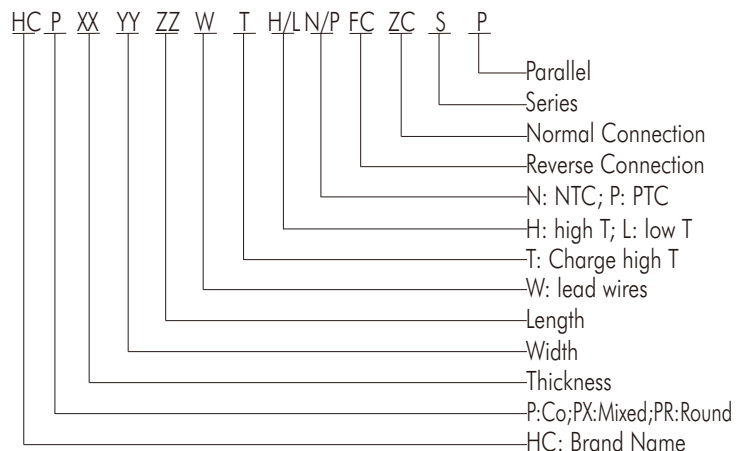 HC P XX YY ZZ W T H/L N/P FC ZC S P
Parallel
Series
Normal Connection
Reverse Connection
N: NTC; P: PTC
H: high T; L: low T
T: Charge high T
W: lead wires
Length
Width
Thickness
P:Co;PX:Mixed;PR:Round
HC: Brand Name